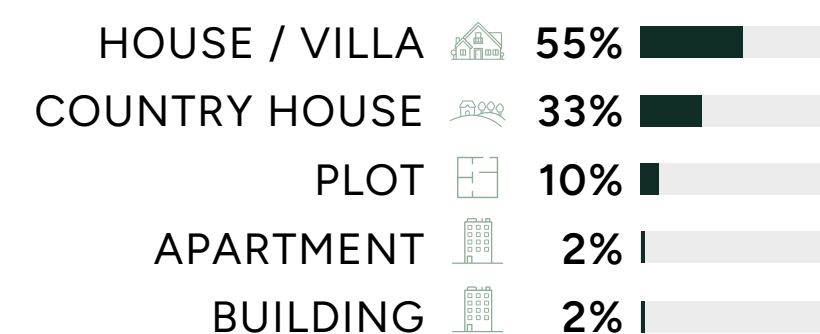 HOUSE / VILLA 55%
COUNTRY HOUSE 33%
PLOT 10%
APARTMENT 2%
BUILDING 2%